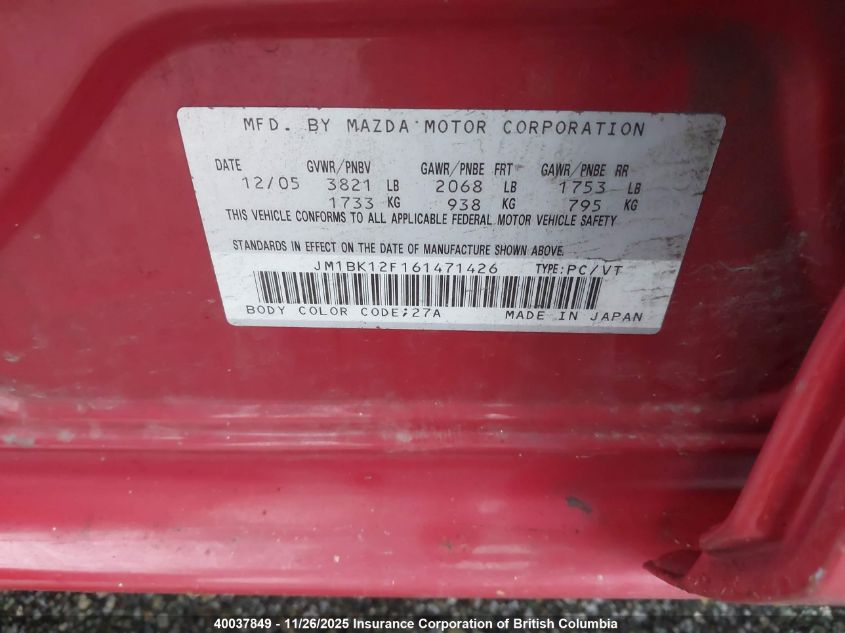 MFD. BY MAZDA MOTOR CORPORATION
DATE GVWR/PNBV GAWR/PNBE FRT GAWR/PNBE RR
12/05 3821 LB 2068 LB 1753 LB
1733 KG 938 KG 795 KG
THIS VEHICLE CONFORMS TO ALL APPLICABLE FEDERAL MOTOR VEHICLE SAFETY
STANDARDS IN EFFECT ON THE DATE OF MANUFACTURE SHOWN ABOVE.
JM1BK12F161471426 TYPE:PC/VT
BODY COLOR CODE:27A MADE IN JAPAN
40037849 | 11/26/2025 Insurance Corporation of British Columbia